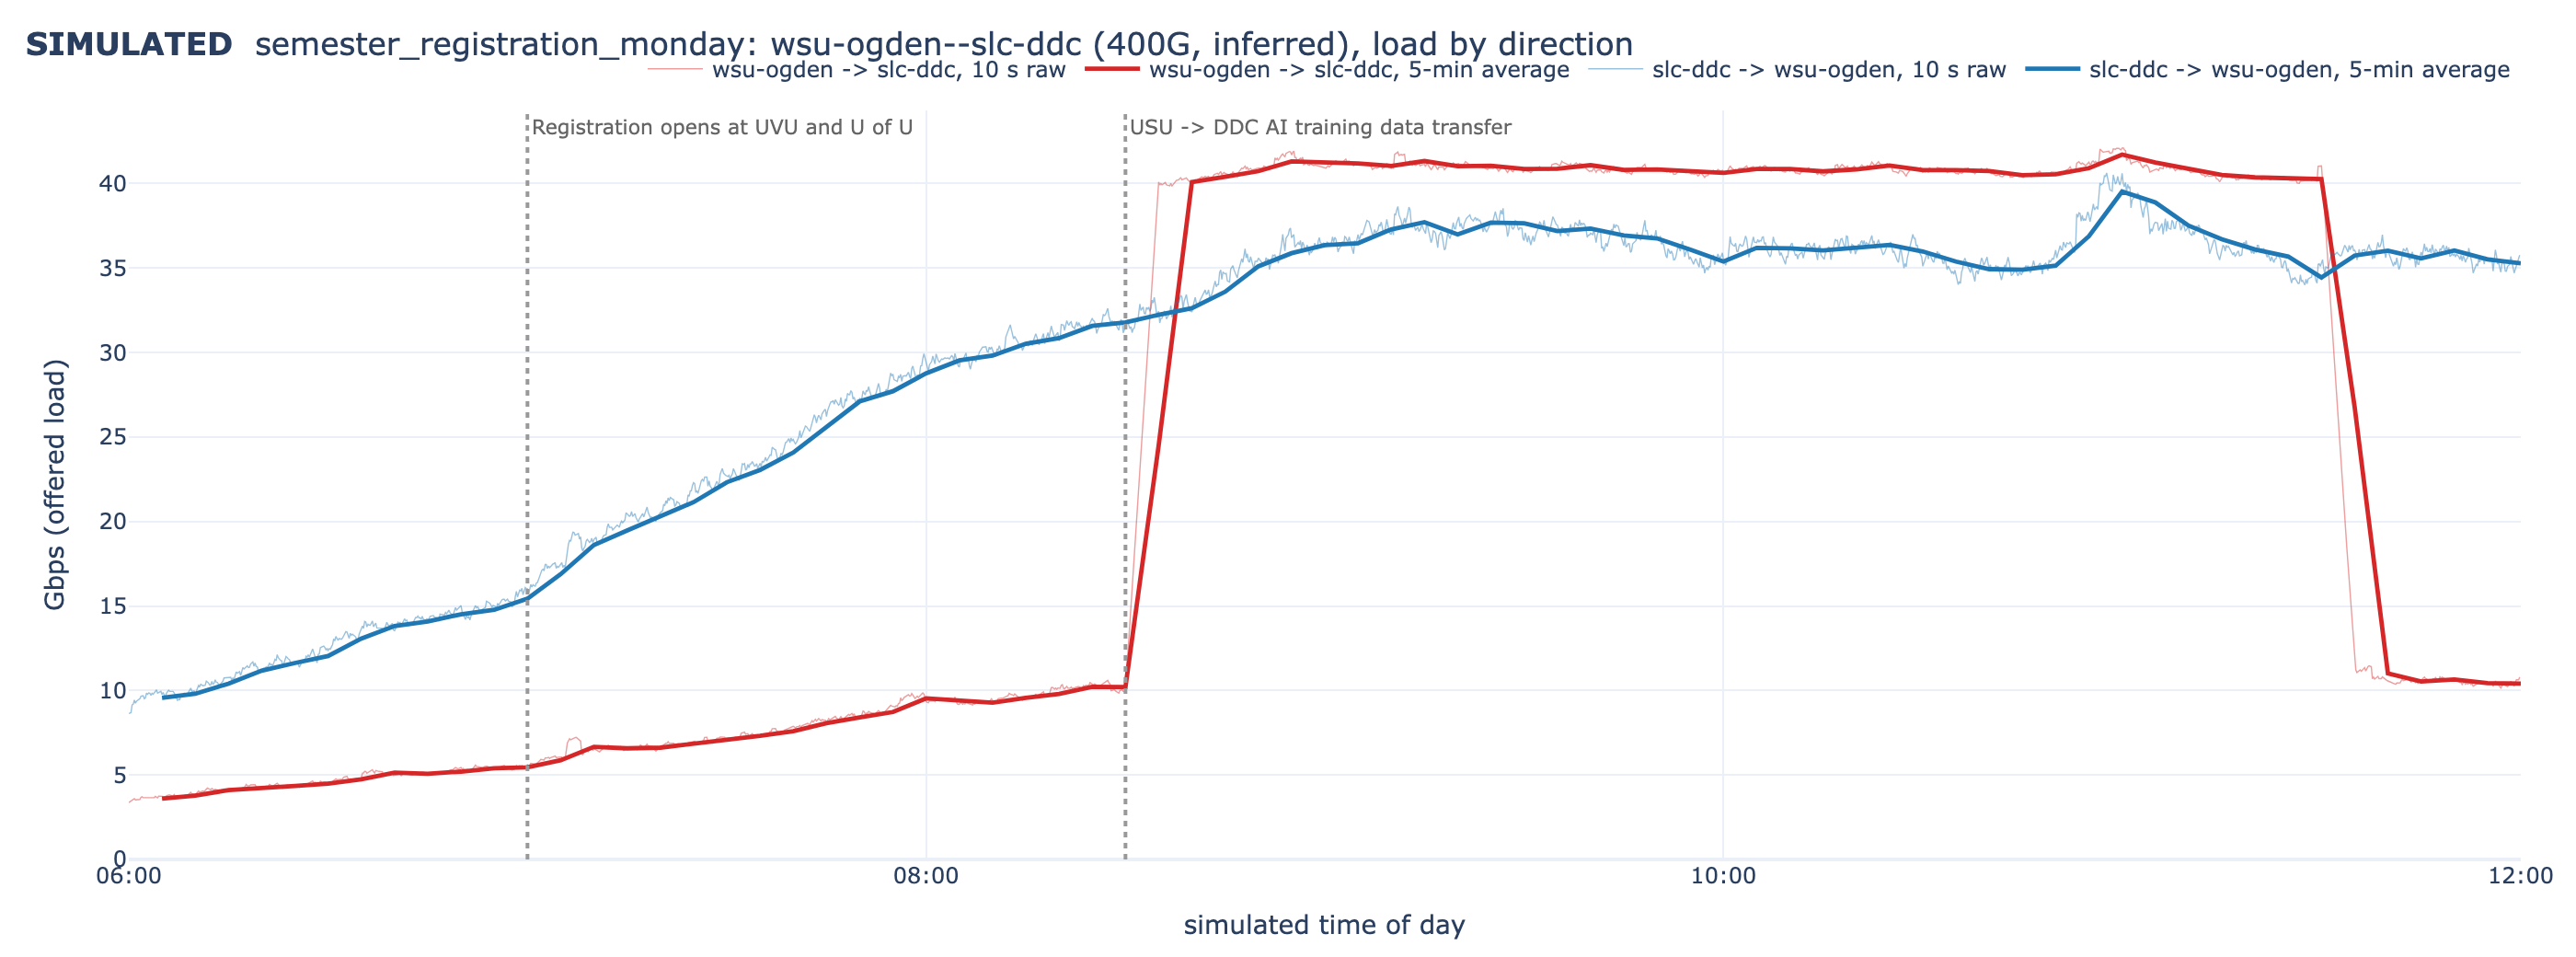 SIMULATED semester_registration_monday: wsu-ogden--slc-ddc (400G, inferred), load by direction
wsu-ogden -> slc-ddc, 10 s raw
wsu-ogden -> slc-ddc, 5-min average
slc-ddc -> wsu-ogden, 10 s raw
slc-ddc -> wsu-ogden, 5-min average
Registration opens at UVU and U of U
USU -> DDC AI training data transfer
Gbps (offered load)
40
35
30
25
20
15
10
5
0
06:00
08:00
10:00
12:00
simulated time of day